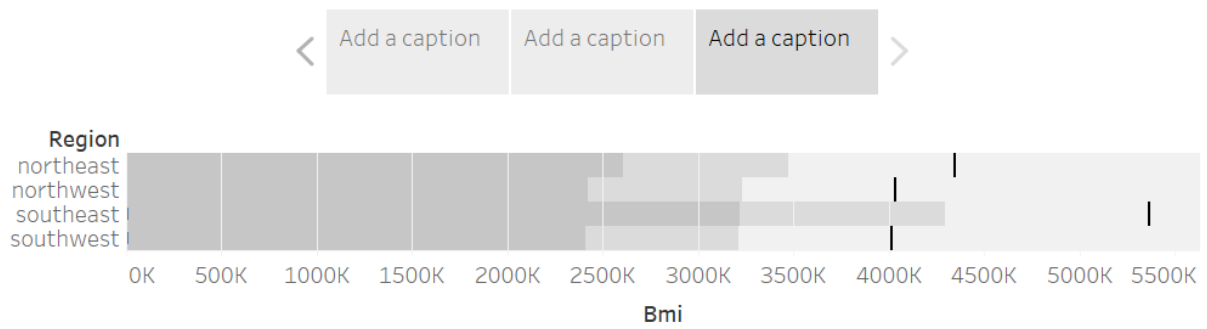 Add a caption Add a caption Add a caption
Region
northeast
northwest
southeast
southwest
0K 500K 1000K 1500K 2000K 2500K 3000K 3500K 4000K 4500K 5000K 5500K
Bmi